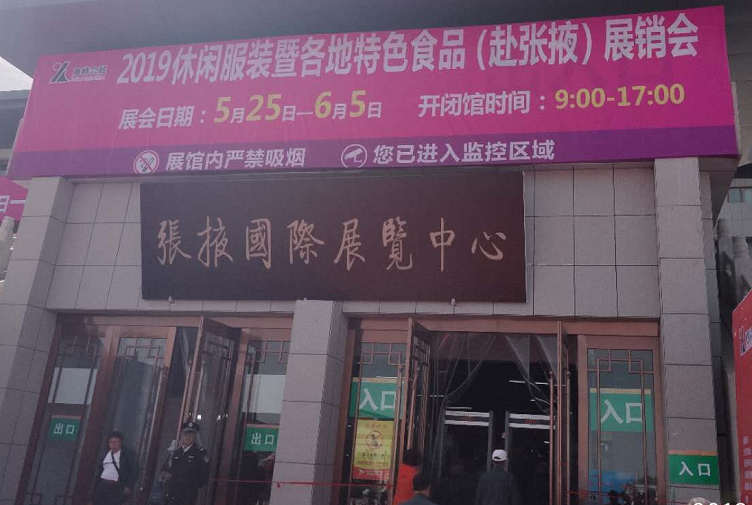 2019休闲服装暨各地特色食品（赴张掖）展销会
展会日期：5月25日—6月5日 开闭馆时间：9:00-17:00
展馆内严禁吸烟 您已进入监控区域
張掖國際展覽中心
入口
入口
出口
出口
入口